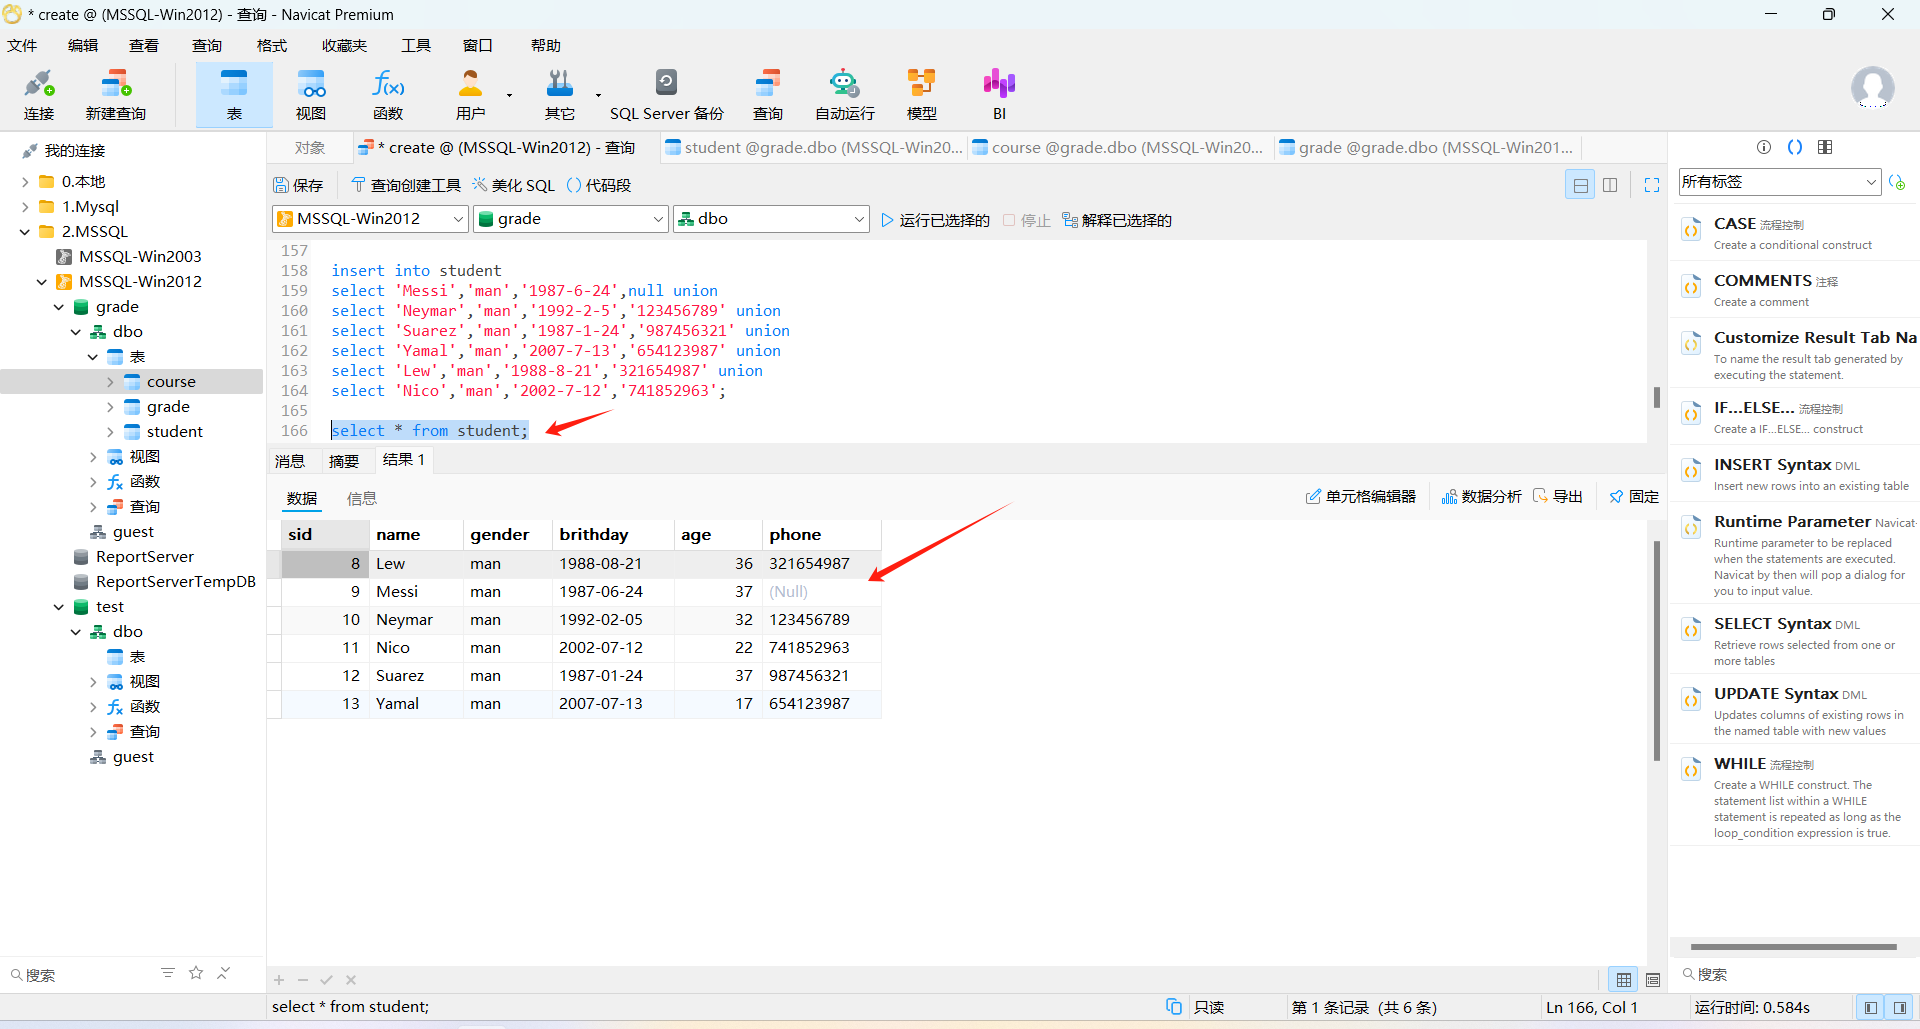 * create @ (MSSQL-Win2012) - 查询 - Navicat Premium
文件 编辑 查看 查询 格式 收藏夹 工具 窗口 帮助
连接 新建查询 表 视图 函数 用户 其它 SQL Server 备份 查询 自动运行 模型 BI
我的连接
0.本地
1.Mysql
2.MSSQL
MSSQL-Win2003
MSSQL-Win2012
grade
dbo
表
course
grade
student
视图
函数
查询
guest
ReportServer
ReportServerTempDB
test
dbo
表
视图
函数
查询
guest
搜索
对象 * create @ (MSSQL-Win2012) - 查询 student @grade.dbo (MSSQL-Win20... course @grade.dbo (MSSQL-Win20... grade @grade.dbo (MSSQL-Win201...
保存 查询创建工具 美化 SQL () 代码段
MSSQL-Win2012 grade dbo 运行已选择的 停止 解释已选择的
157
158 insert into student
159 select 'Messi','man','1987-6-24',null union
160 select 'Neymar','man','1992-2-5','123456789' union
161 select 'Suarez','man','1987-1-24','987456321' union
162 select 'Yamal','man','2007-7-13','654123987' union
163 select 'Lew','man','1988-8-21','321654987' union
164 select 'Nico','man','2002-7-12','741852963';
165
166 select * from student;
消息 摘要 结果 1
数据 信息 单元格编辑器 数据分析 导出 固定
sid name gender brithday age phone
8 Lew man 1988-08-21 36 321654987
9 Messi man 1987-06-24 37 (Null)
10 Neymar man 1992-02-05 32 123456789
11 Nico man 2002-07-12 22 741852963
12 Suarez man 1987-01-24 37 987456321
13 Yamal man 2007-07-13 17 654123987
select * from student; 只读 第 1 条记录 (共 6 条) Ln 166, Col 1 运行时间: 0.584s
所有标签
CASE 流程控制
Create a conditional construct
COMMENTS 注释
Create a comment
Customize Result Tab Na
To name the result tab generated by
executing the statement.
IF...ELSE... 流程控制
Create a IF...ELSE... construct
INSERT Syntax DML
Insert new rows into an existing table
Runtime Parameter Navicat
Runtime parameter to be replaced
when the statements are executed.
Navicat by then will pop a dialog for
you to input value.
SELECT Syntax DML
Retrieve rows selected from one or
more tables
UPDATE Syntax DML
Updates columns of existing rows in
the named table with new values
WHILE 流程控制
Create a WHILE construct. The
statement list within a WHILE
statement is repeated as long as the
loop_condition expression is true.
搜索